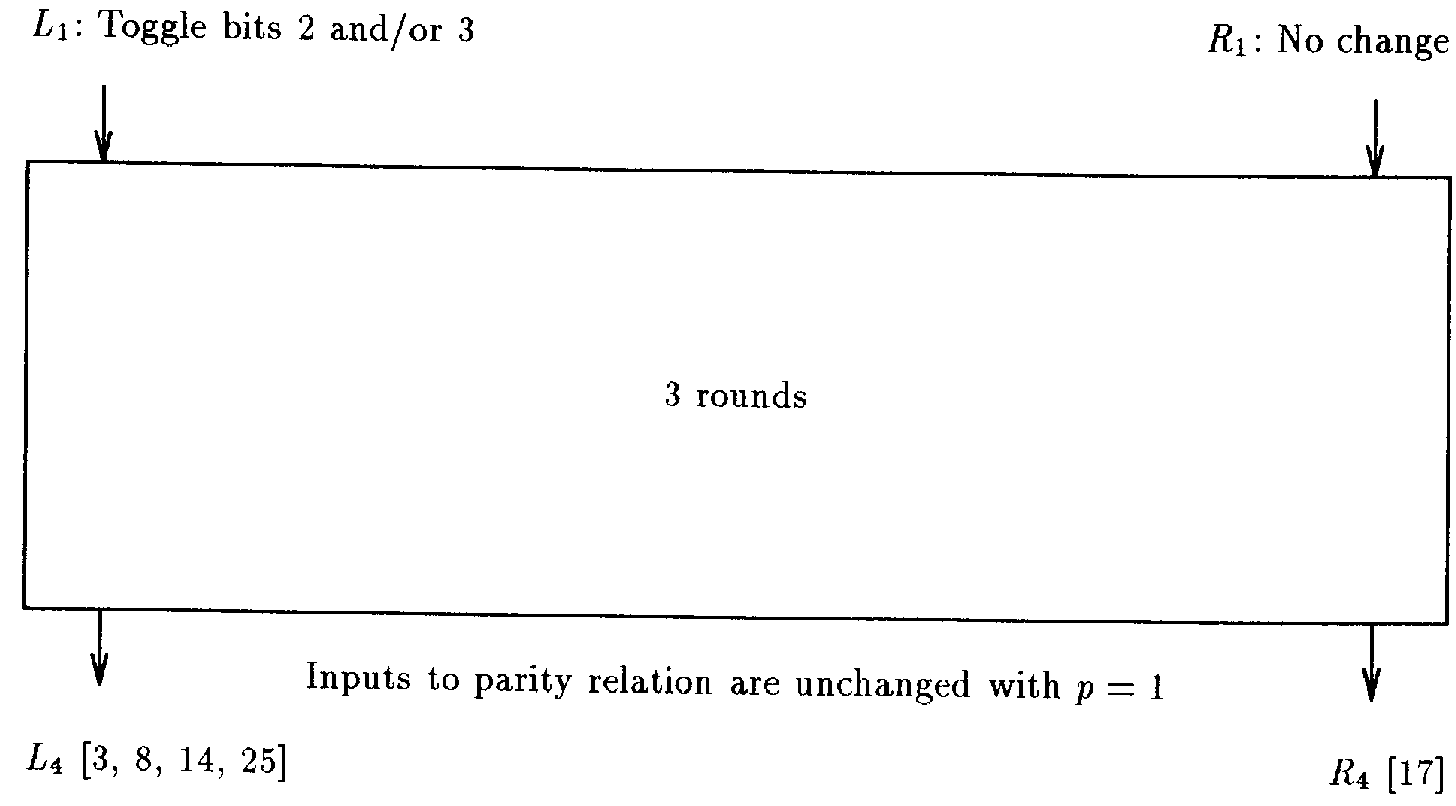 L₁: Toggle bits 2 and/or 3
R₁: No change
3 rounds
Inputs to parity relation are unchanged with p = 1
L₄ [3, 8, 14, 25]
R₄ [17]